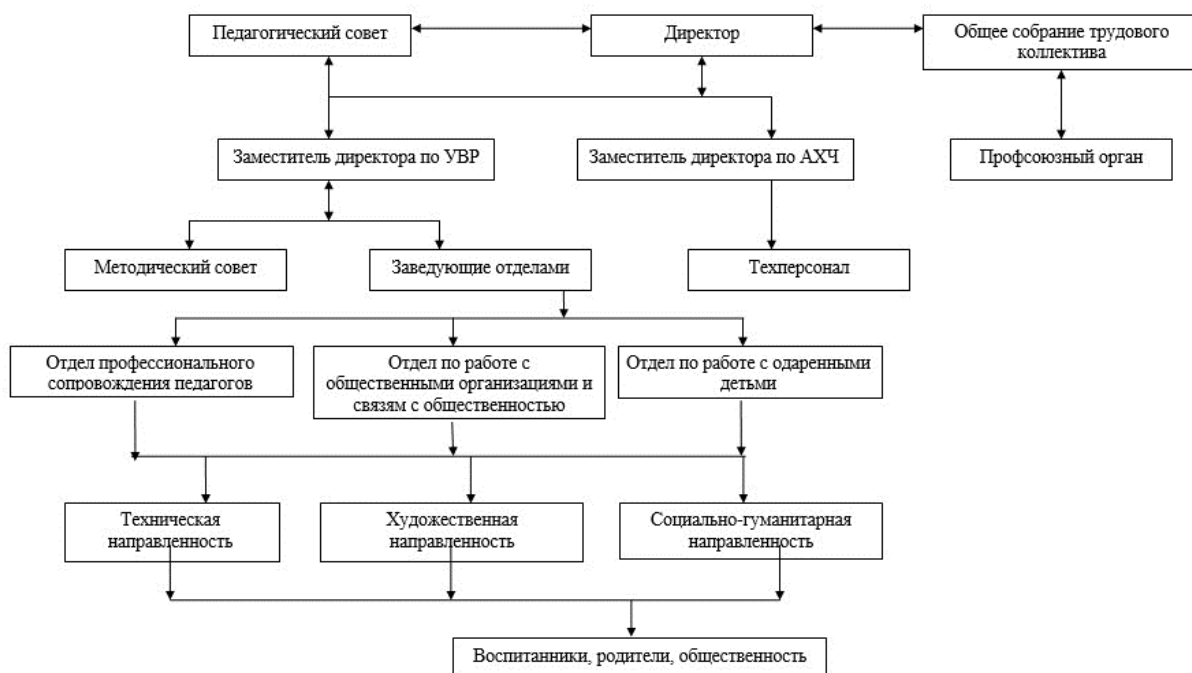 Педагогический совет
Директор
Общее собрание трудового
коллектива
Заместитель директора по УВР
Заместитель директора по АХЧ
Профсоюзный орган
Методический совет
Заведующие отделами
Техперсонал
Отдел профессионального
сопровождения педагогов
Отдел по работе с
общественными организациями и
связям с общественностью
Отдел по работе с одаренными
детьми
Техническая
направленность
Художественная
направленность
Социально-гуманитарная
направленность
Воспитанники, родители, общественность